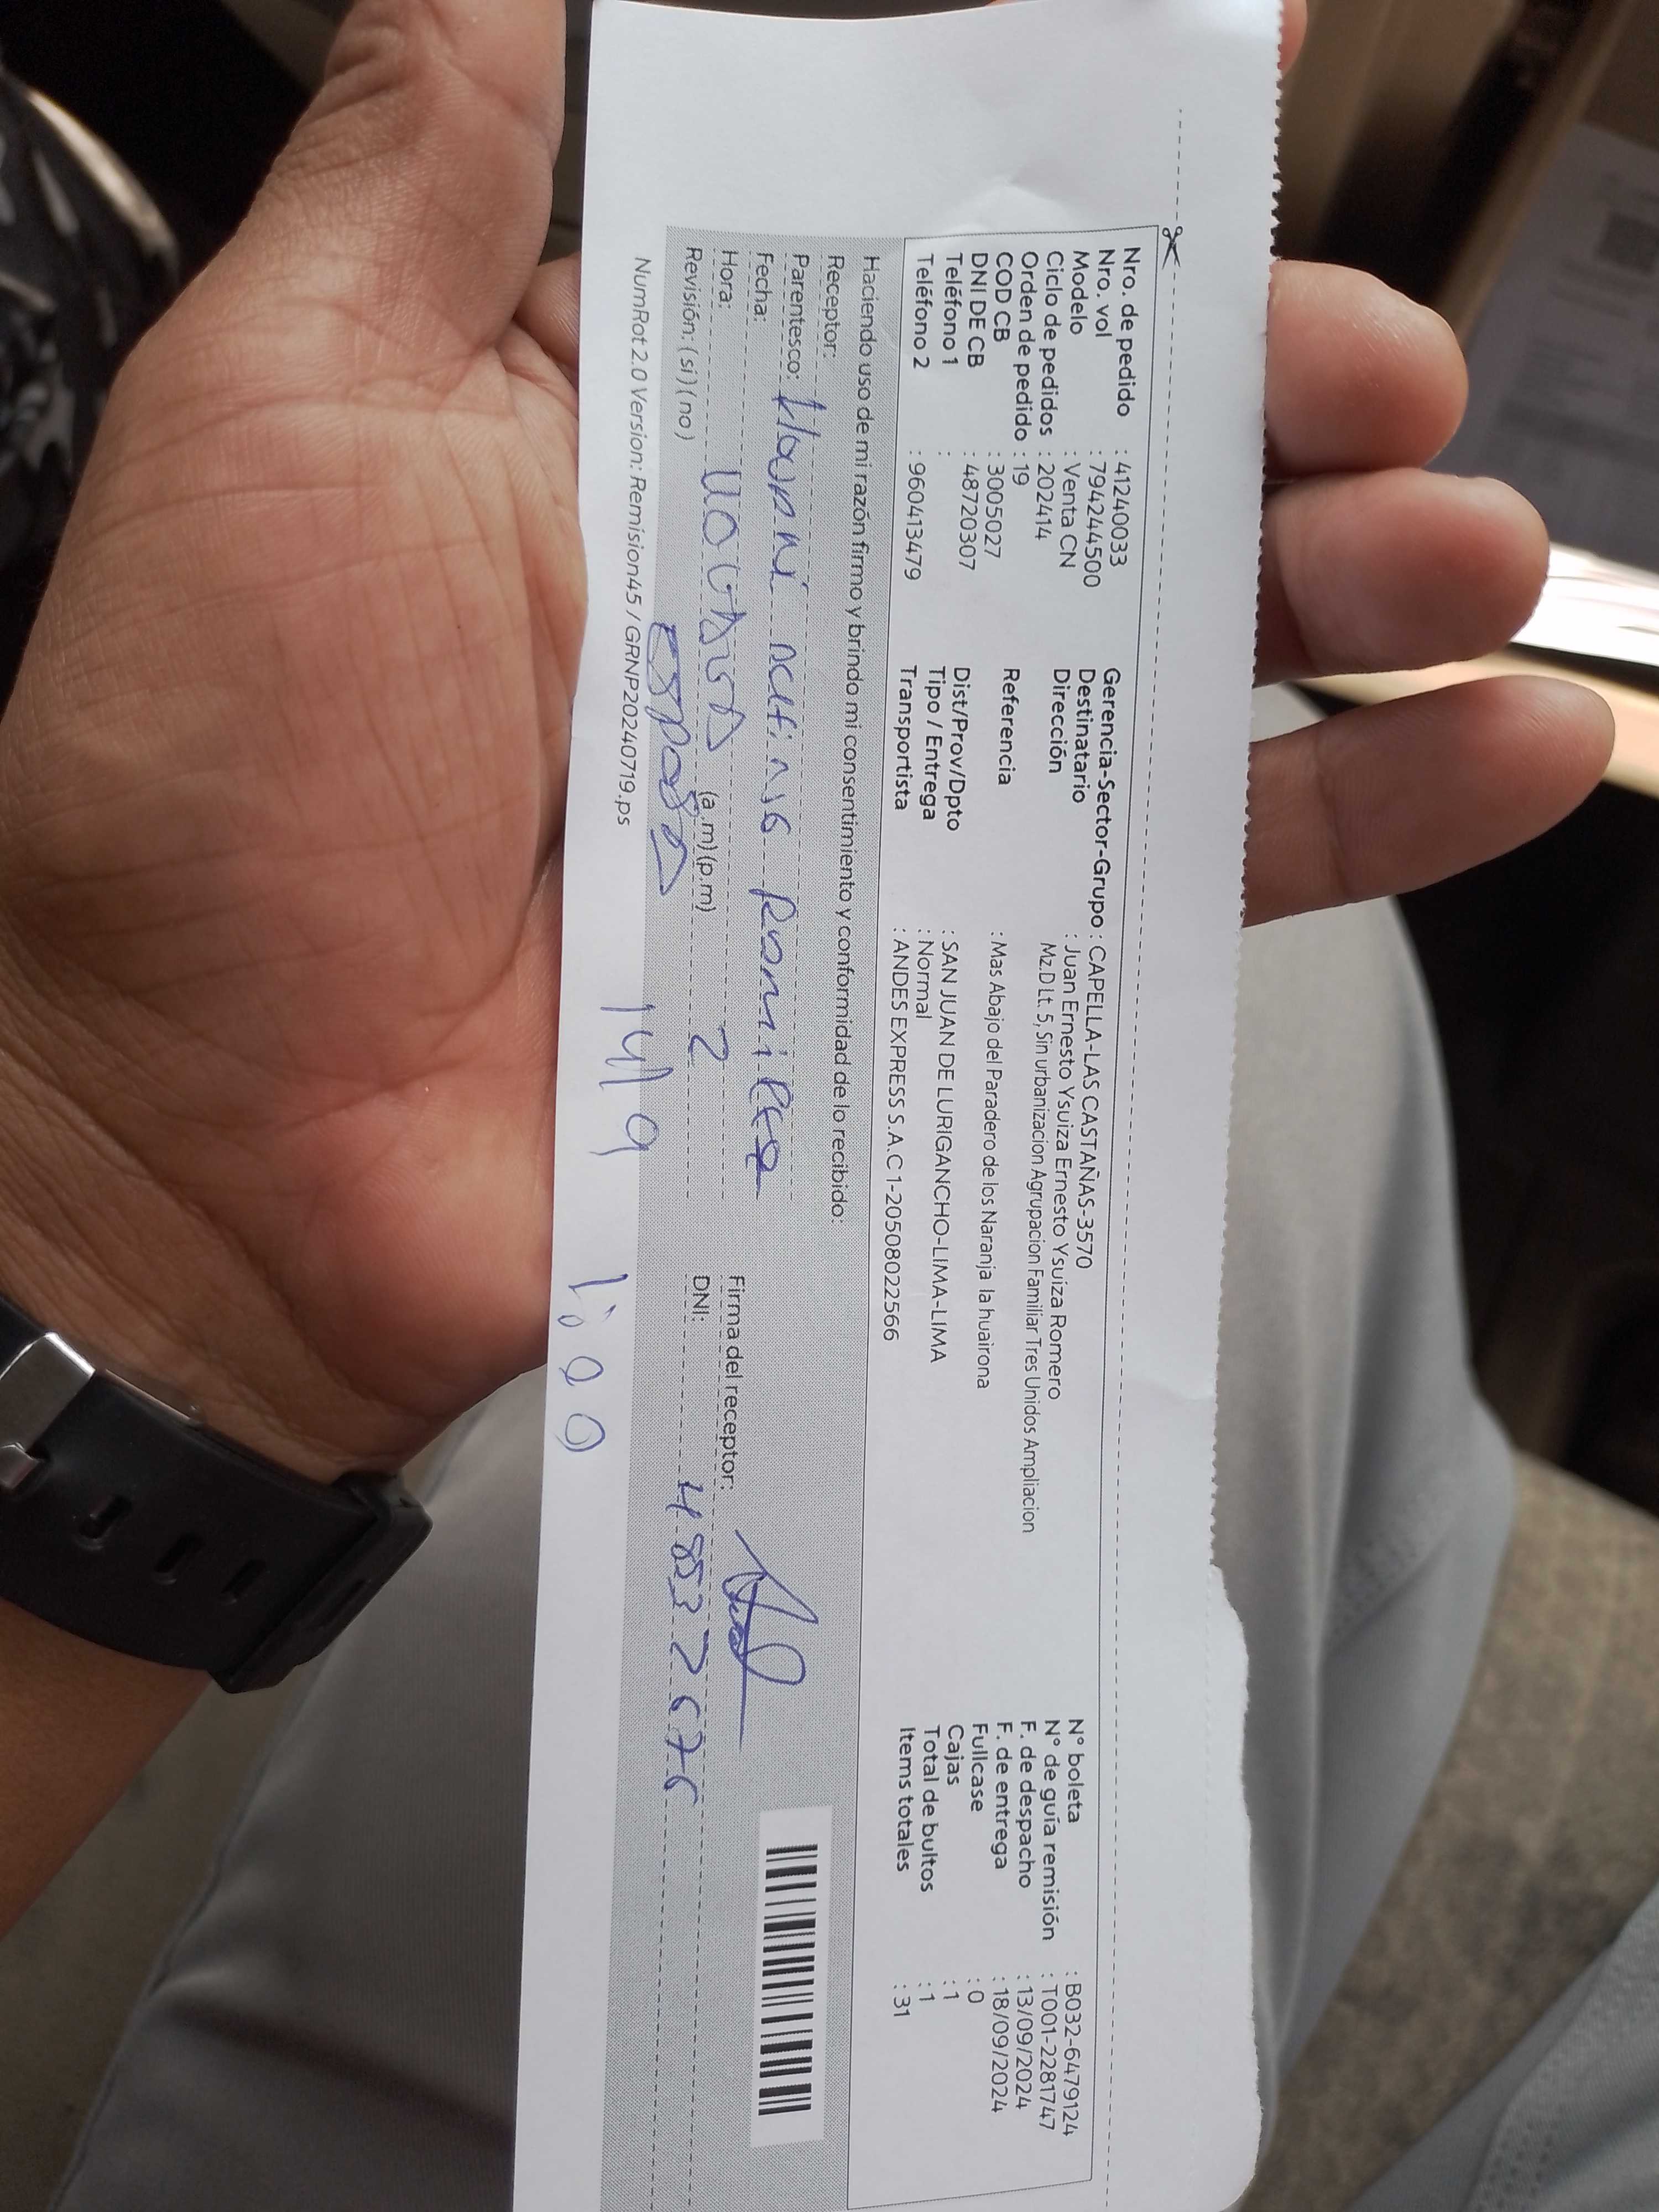 Nro. de pedido : 41240033
Nro. vol : 794244500
Modelo : Venta CN
Ciclo de pedidos : 202414
Orden de pedido : 19
COD CB : 3005027
DNI DE CB : 48720307
Teléfono 1 :
Teléfono 2 : 960413479
Gerencia-Sector-Grupo : CAPELLA-LAS CASTAÑAS-3570
Destinatario : Juan Ernesto Ysuiza Ernesto Ysuiza Romero
Dirección Mz.D Lt. 5, Sin urbanizacion Agrupacion Familiar Tres Unidos Ampliacion
Referencia : Mas Abajo del Paradero de los Naranja la huairona
Dist/Prov/Dpto : SAN JUAN DE LURIGANCHO-LIMA-LIMA
Tipo / Entrega : Normal
Transportista : ANDES EXPRESS S.A.C 1-20508022566
N° boleta : B032-6479124
N° de guía remisión : T001-2281747
F. de despacho : 13/09/2024
F. de entrega : 18/09/2024
Fullcase : 0
Cajas : 1
Total de bultos : 1
Items totales : 31
Haciendo uso de mi razón firmo y brindo mi consentimiento y conformidad de lo recibido:
Receptor:
Parentesco:
Fecha:
Hora: (a.m)(p.m) 2
Revisión: (si)(no) esposa
14/9
1:00
Firma del receptor:
DNI: 48327676
NumRot 2.0 Version: Remision45 / GRNP20240719.ps